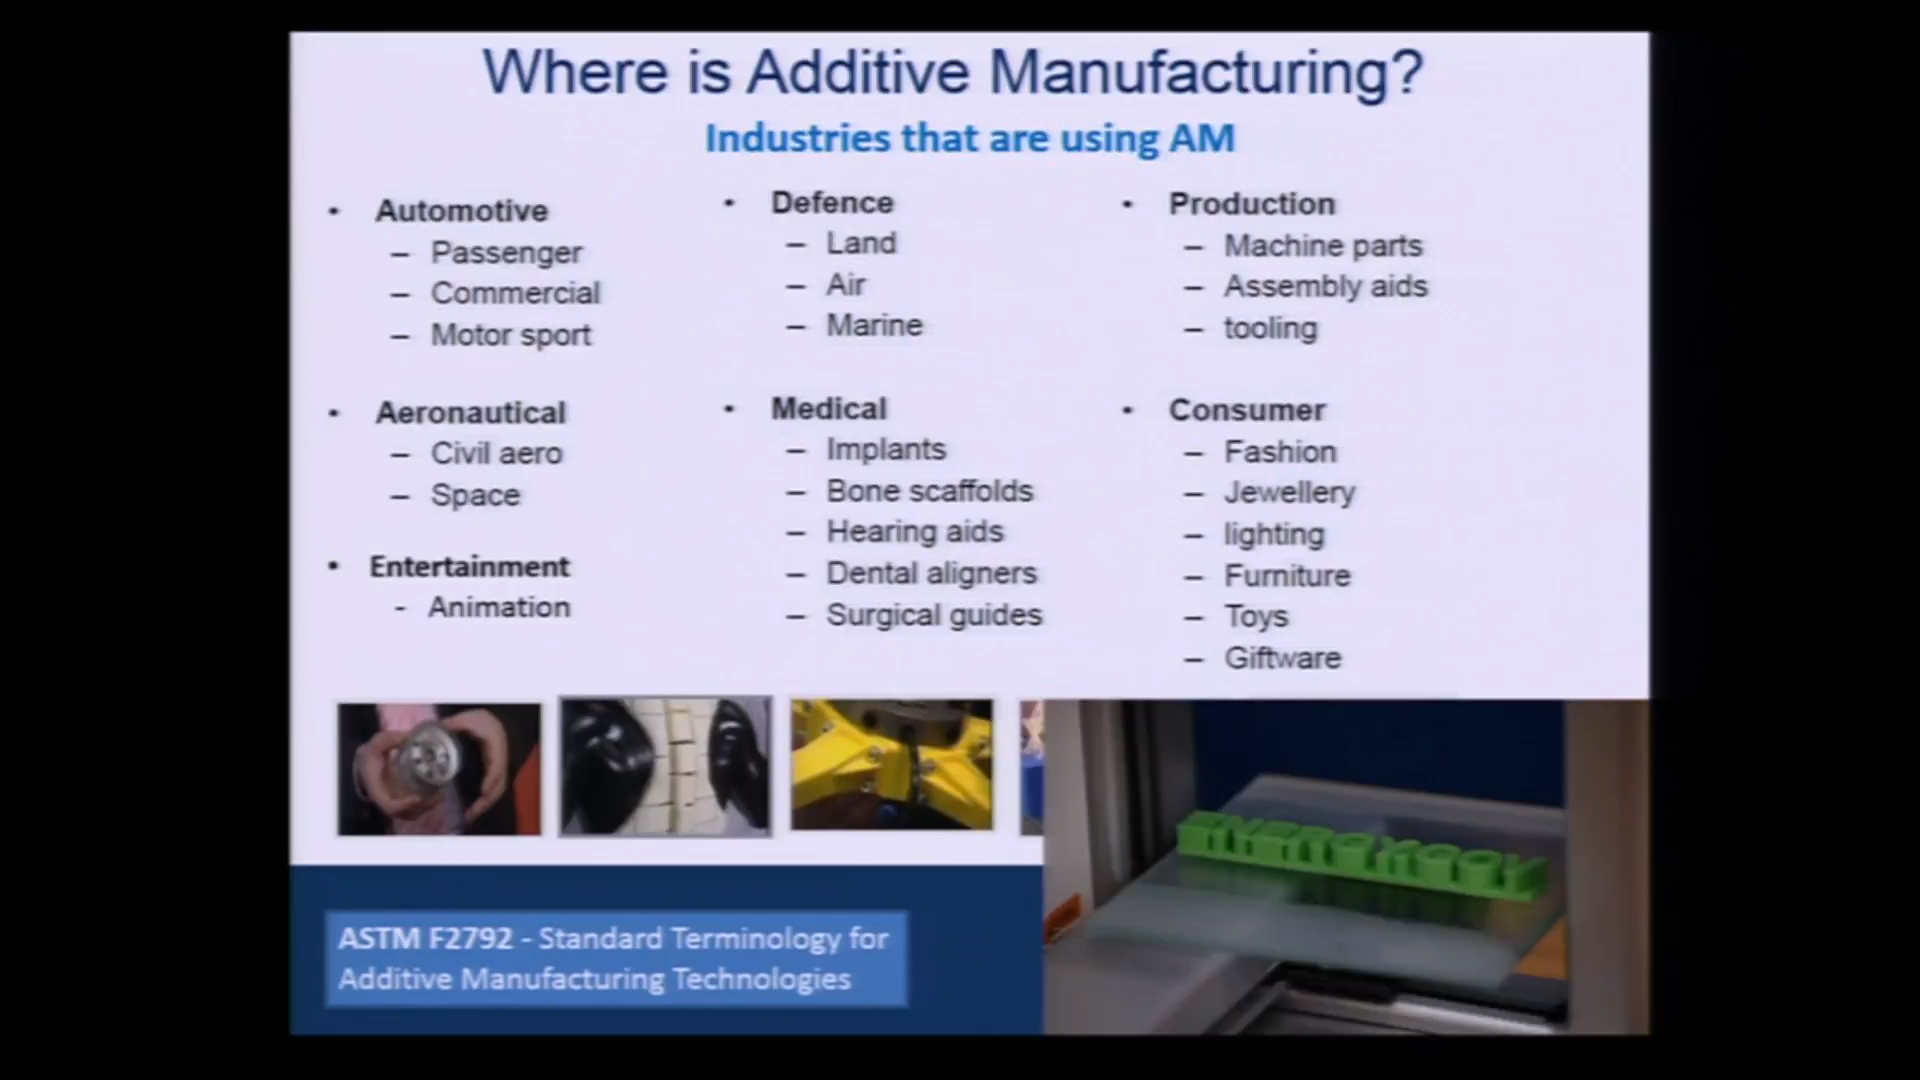 Where is Additive Manufacturing?
Industries that are using AM
• Automotive
– Passenger
– Commercial
– Motor sport
• Aeronautical
– Civil aero
– Space
• Entertainment
- Animation
• Defence
– Land
– Air
– Marine
• Medical
– Implants
– Bone scaffolds
– Hearing aids
– Dental aligners
– Surgical guides
• Production
– Machine parts
– Assembly aids
– tooling
• Consumer
– Fashion
– Jewellery
– lighting
– Furniture
– Toys
– Giftware
ASTM F2792 - Standard Terminology for
Additive Manufacturing Technologies